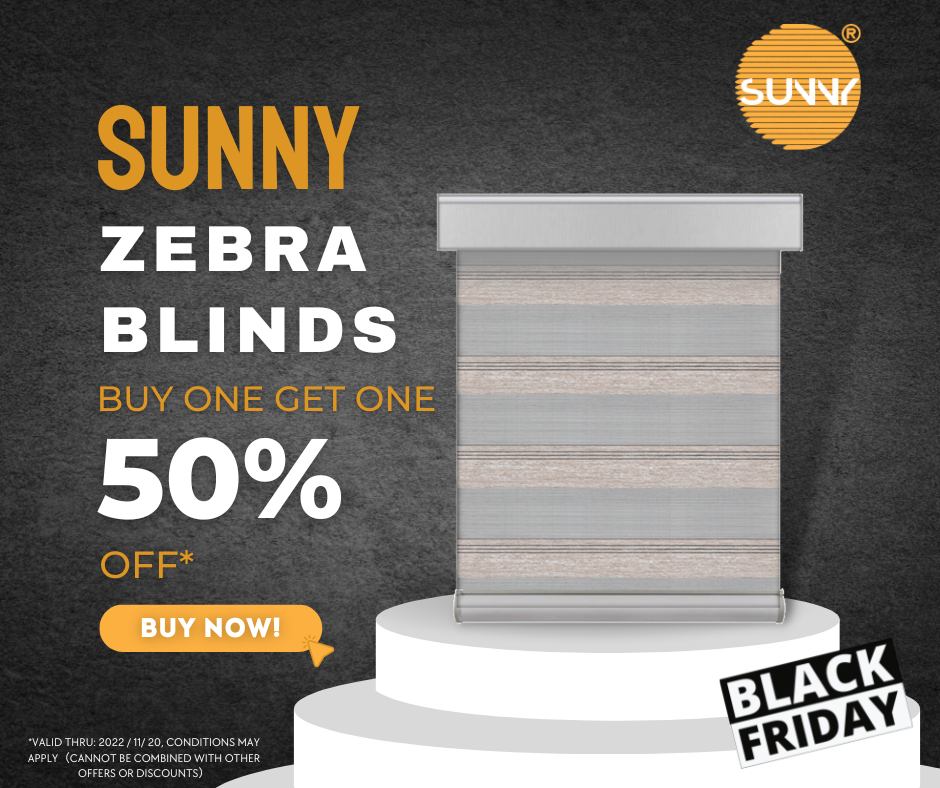 SUNNY
®
SUNNY
ZEBRA
BLINDS
BUY ONE GET ONE
50%
OFF*
BUY NOW!
BLACK
FRIDAY
*VALID THRU: 2022 / 11/ 20, CONDITIONS MAY
APPLY（CANNOT BE COMBINED WITH OTHER
OFFERS OR DISCOUNTS）